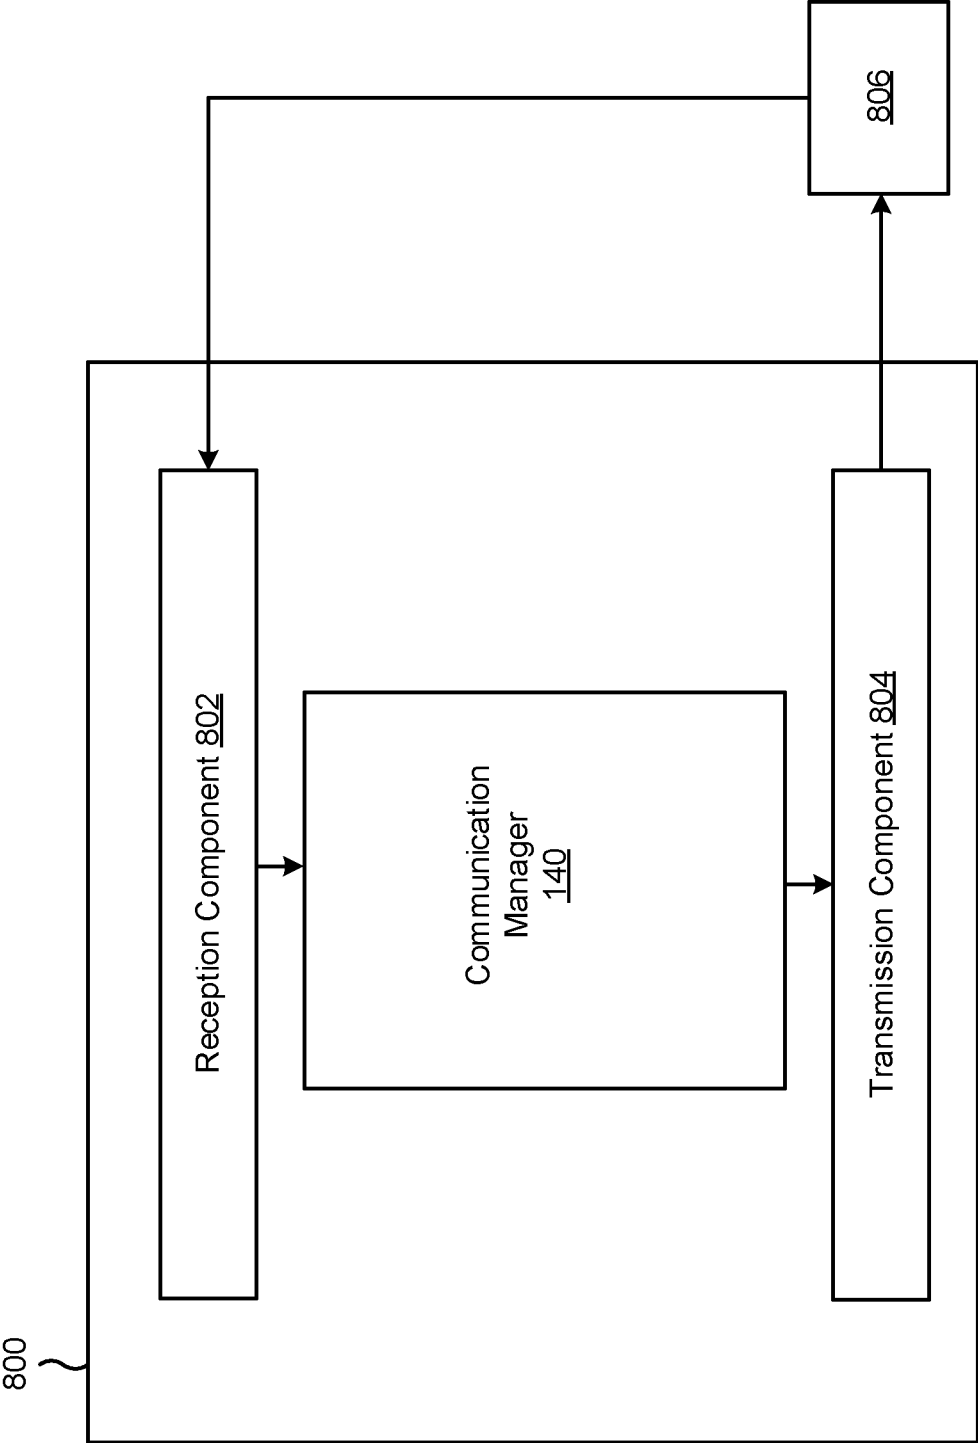 800
Reception Component 802
Communication
Manager
140
Transmission Component 804
806